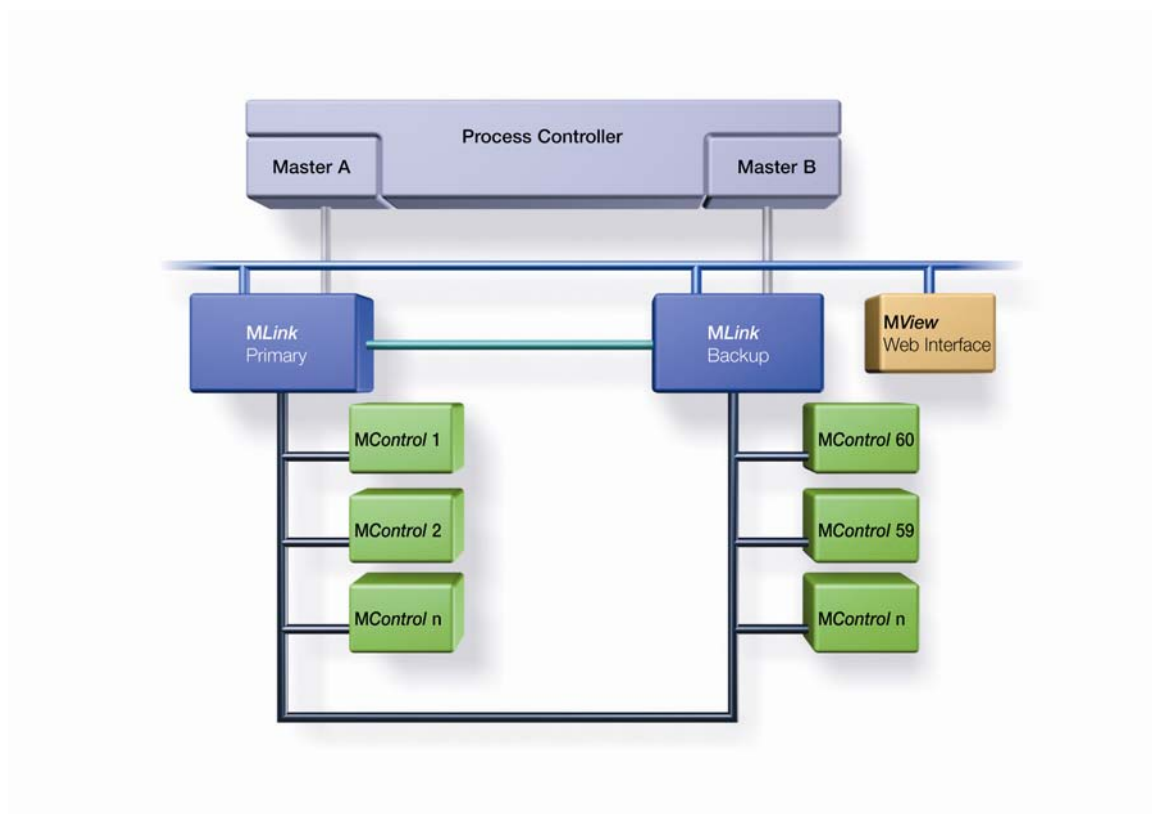 Process Controller
Master A
Master B
MLink
Primary
MLink
Backup
MView
Web Interface
MControl 1
MControl 60
MControl 2
MControl 59
MControl n
MControl n